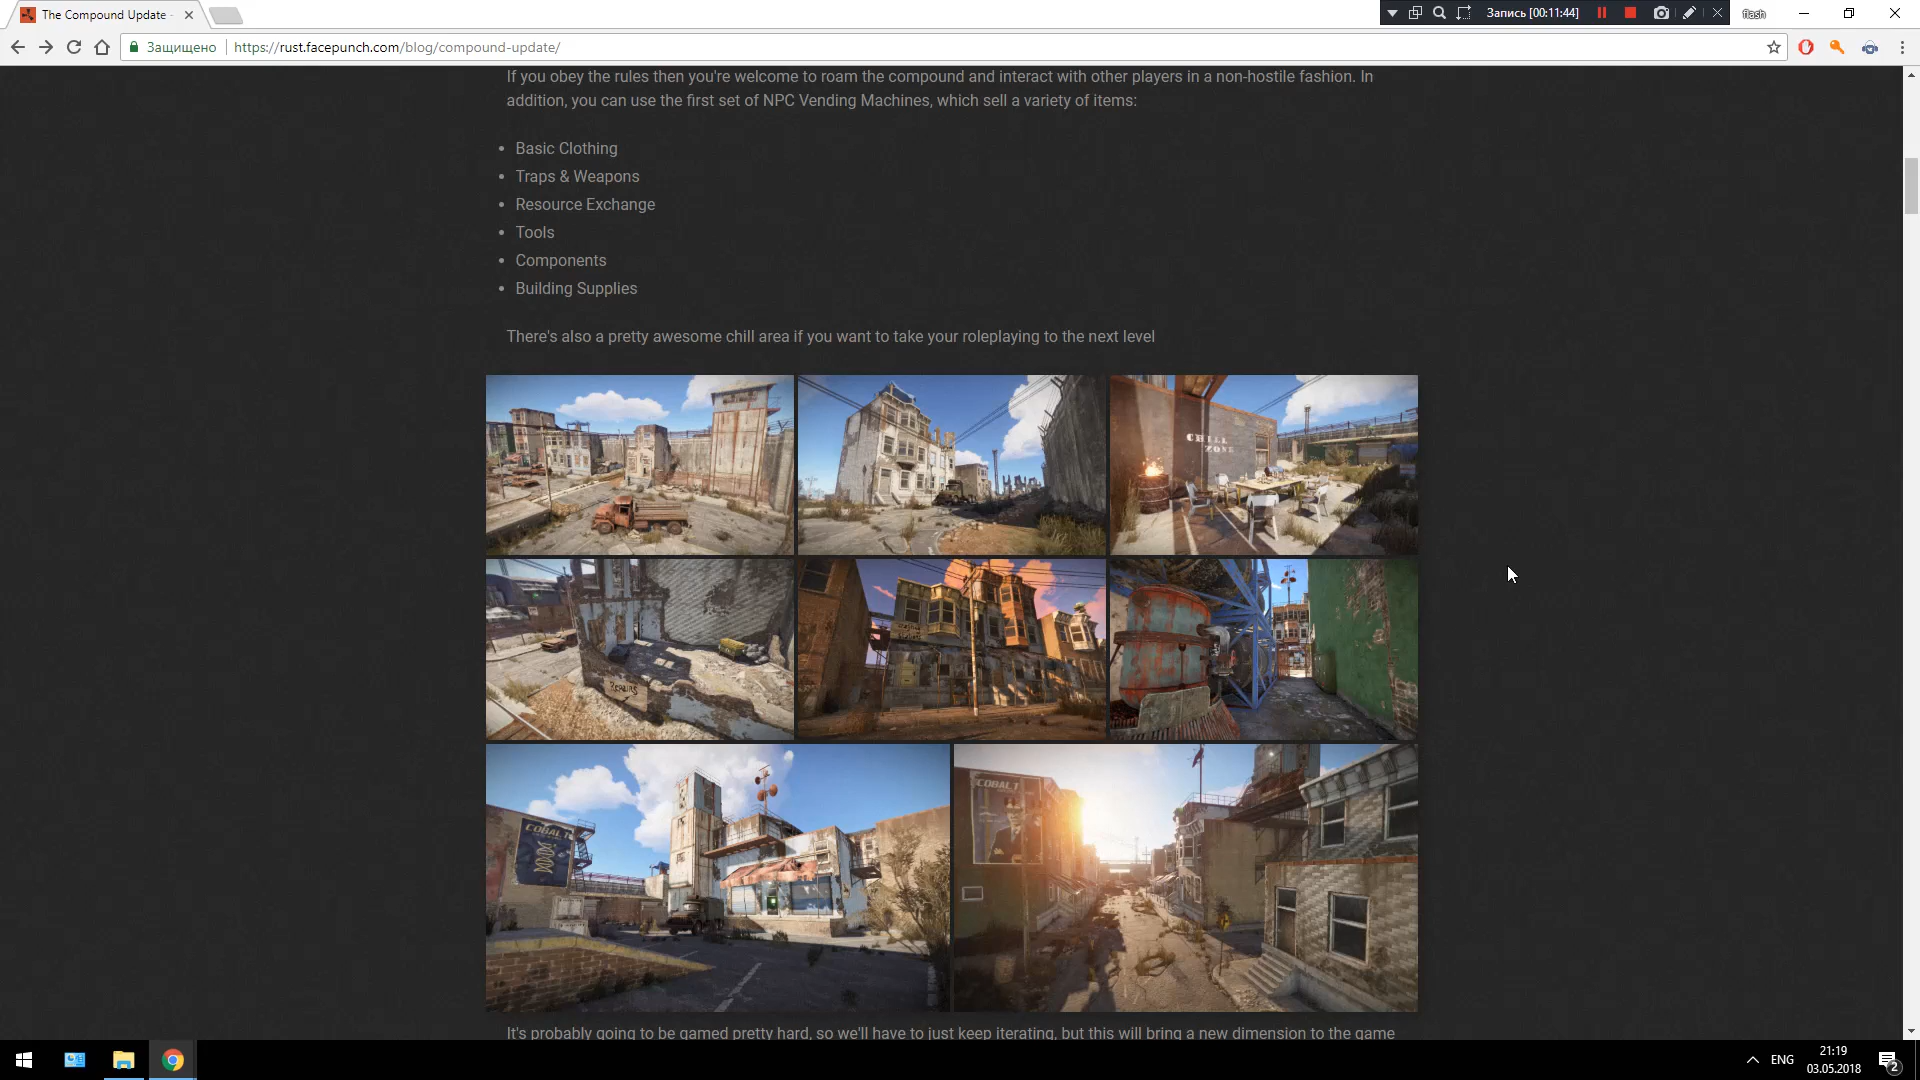 The Compound Update -
Запись [00:11:44]
flash
Защищено
https://rust.facepunch.com/blog/compound-update/
If you obey the rules then you're welcome to roam the compound and interact with other players in a non-hostile fashion. In
addition, you can use the first set of NPC Vending Machines, which sell a variety of items:
• Basic Clothing
• Traps & Weapons
• Resource Exchange
• Tools
• Components
• Building Supplies
There's also a pretty awesome chill area if you want to take your roleplaying to the next level
CHILL
ZONE
REPAIRS
COBALT
COBALT
It's probably going to be gamed pretty hard, so we'll have to just keep iterating, but this will bring a new dimension to the game
ENG
21:19
03.05.2018
2